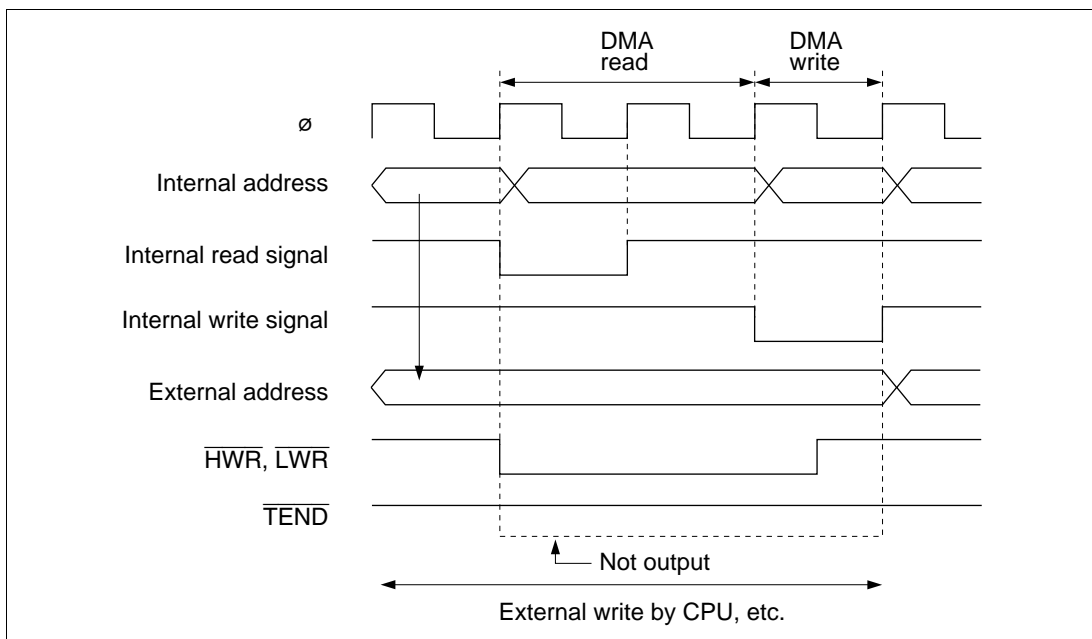 DMA
read
DMA
write
ø
Internal address
Internal read signal
Internal write signal
External address
HWR, LWR
TEND
Not output
External write by CPU, etc.